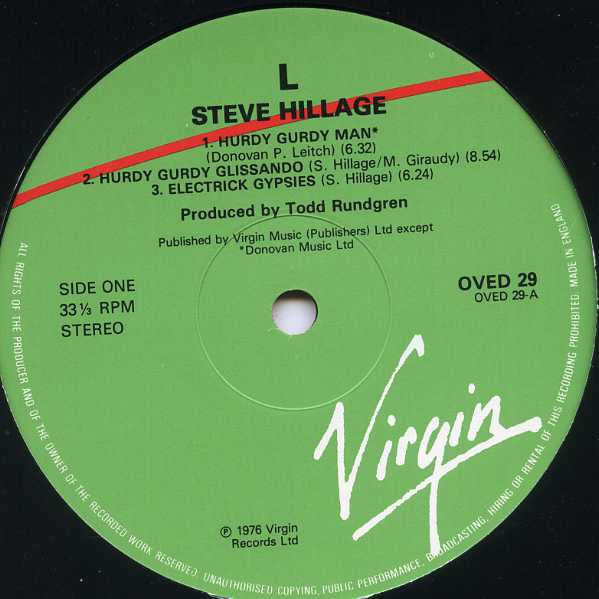 L
STEVE HILLAGE
1. HURDY GURDY MAN*
(Donovan P. Leitch) (6.32)
2. HURDY GURDY GLISSANDO (S. Hillage/M. Giraudy) (8.54)
3. ELECTRICK GYPSIES (S. Hillage) (6.24)
Produced by Todd Rundgren
Published by Virgin Music (Publishers) Ltd except
*Donovan Music Ltd
SIDE ONE
33⅓ RPM
STEREO
OVED 29
OVED 29-A
Virgin
℗ 1976 Virgin
Records Ltd
ALL RIGHTS OF THE PRODUCER AND OF THE OWNER OF THE RECORDED WORK RESERVED. UNAUTHORISED COPYING, PUBLIC PERFORMANCE, BROADCASTING, HIRING OR RENTAL OF THIS RECORDING PROHIBITED. MADE IN ENGLAND